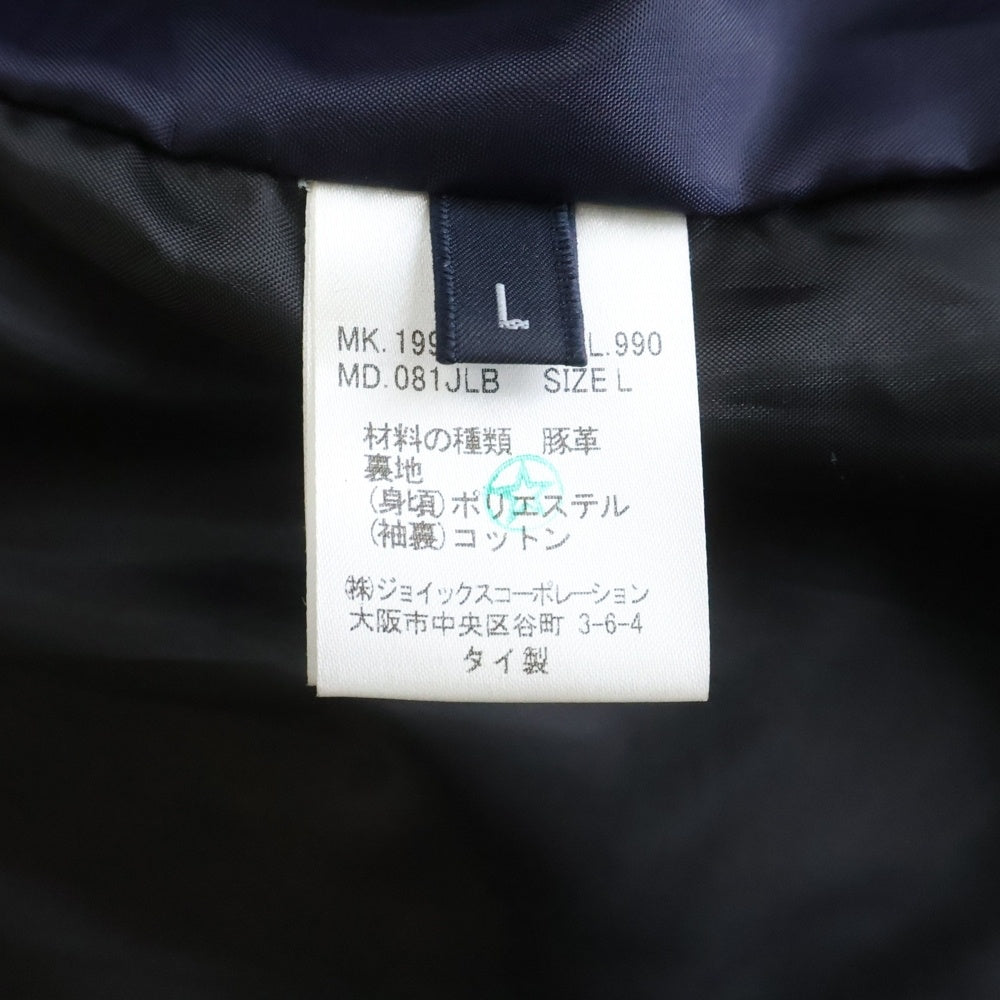 L
MK. 199 L.990
MD. 081JLB SIZE L
材料の種類 豚革
裏地
(身頃)ポリエステル
(袖裏)コットン
㈱ジョイックスコーポレーション
大阪市中央区谷町 3-6-4
タイ製